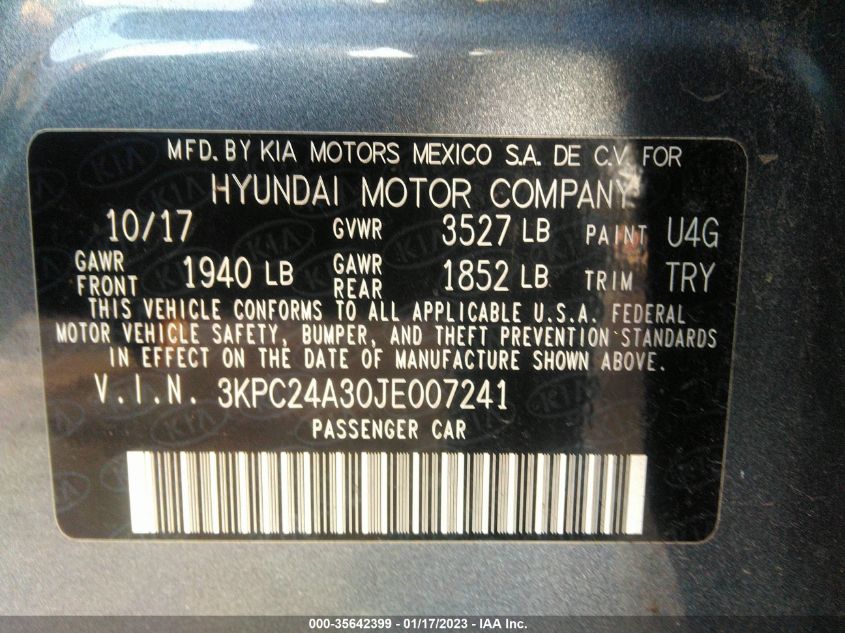 MFD. BY KIA MOTORS MEXICO S.A. DE C.V. FOR
HYUNDAI MOTOR COMPANY
10/17 GVWR 3527 LB PAINT U4G
GAWR FRONT 1940 LB GAWR REAR 1852 LB TRIM TRY
THIS VEHICLE CONFORMS TO ALL APPLICABLE U.S.A. FEDERAL
MOTOR VEHICLE SAFETY, BUMPER, AND THEFT PREVENTION STANDARDS
IN EFFECT ON THE DATE OF MANUFACTURE SHOWN ABOVE.
V.I.N. 3KPC24A30JE007241
PASSENGER CAR
000-35642399 - 01/17/2023 - IAA Inc.